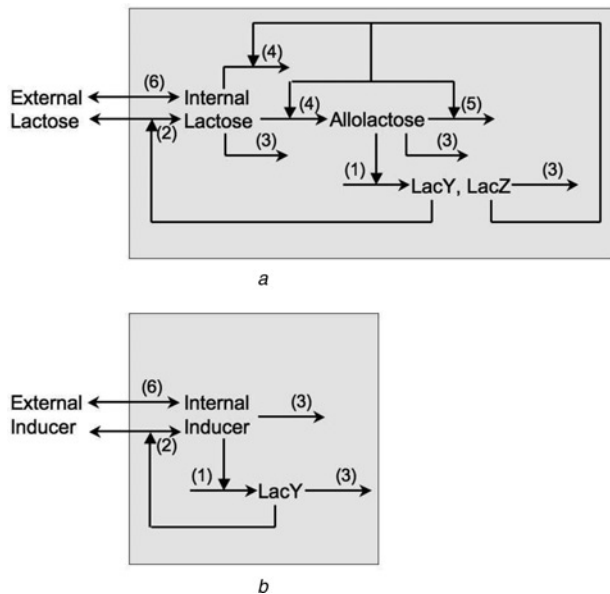 (4)
(6)
External Internal
(4) (5)
Lactose Lactose Allolactose
(2)
(3) (3)
(1) (3)
LacY, LacZ
a
(6)
External Internal
(3)
Inducer Inducer
(2)
(1) (3)
LacY
b